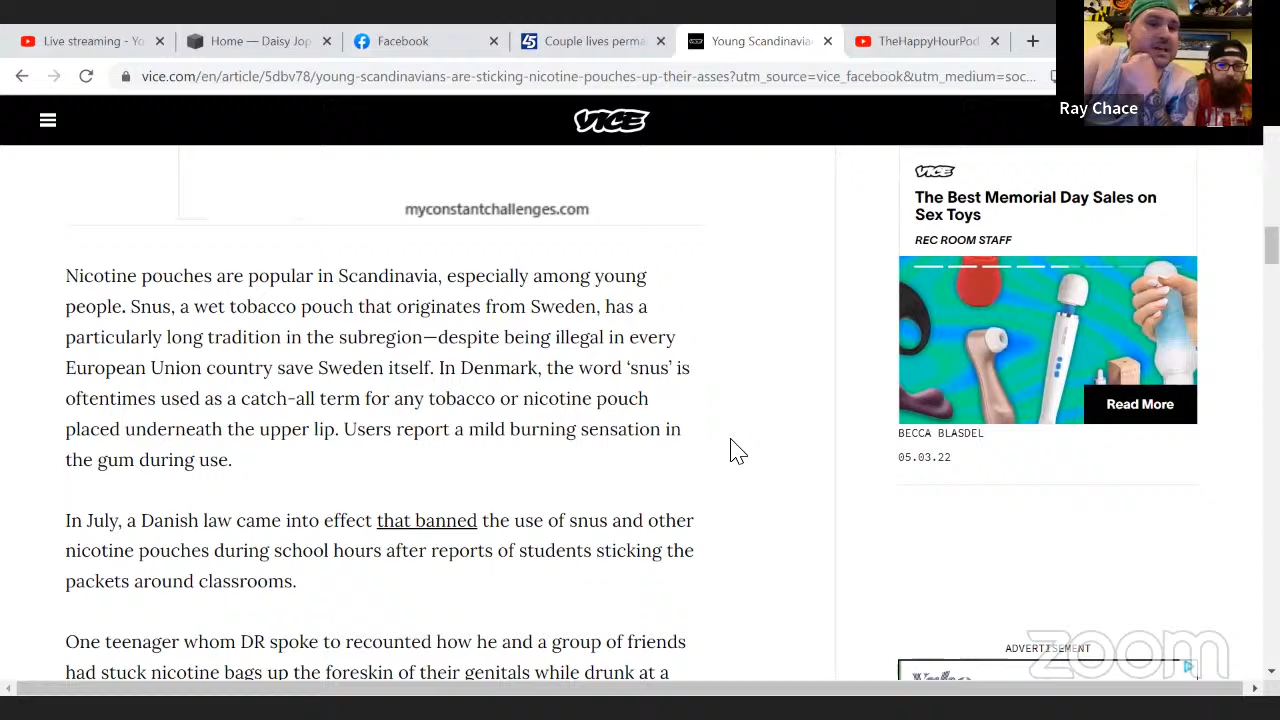 Live streaming - Yo
Home — Daisy Jop
Facebook
Couple lives perma
Young Scandinavia
TheHappyHourPod
vice.com/en/article/5dbv78/young-scandinavians-are-sticking-nicotine-pouches-up-their-asses?utm_source=vice_facebook&utm_medium=soc...
Ray Chace
VICE
myconstantchallenges.com
Nicotine pouches are popular in Scandinavia, especially among young
people. Snus, a wet tobacco pouch that originates from Sweden, has a
particularly long tradition in the subregion—despite being illegal in every
European Union country save Sweden itself. In Denmark, the word ‘snus’ is
oftentimes used as a catch-all term for any tobacco or nicotine pouch
placed underneath the upper lip. Users report a mild burning sensation in
the gum during use.
In July, a Danish law came into effect that banned the use of snus and other
nicotine pouches during school hours after reports of students sticking the
packets around classrooms.
One teenager whom DR spoke to recounted how he and a group of friends
had stuck nicotine bags up the foreskin of their genitals while drunk at a
VICE
The Best Memorial Day Sales on
Sex Toys
REC ROOM STAFF
Read More
BECCA BLASDEL
05.03.22
ADVERTISEMENT
zoom